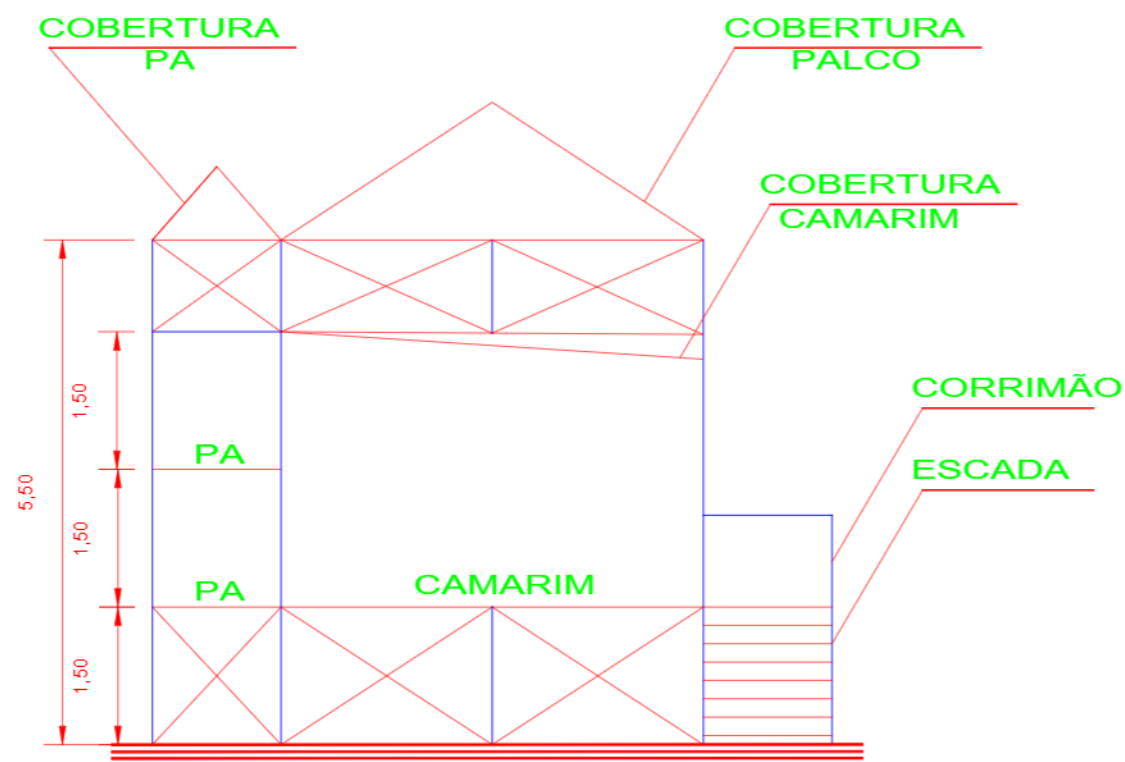 COBERTURA
PA
COBERTURA
PALCO
COBERTURA
CAMARIM
1,50
CORRIMÃO
PA
ESCADA
5,50
1,50
PA
CAMARIM
1,50